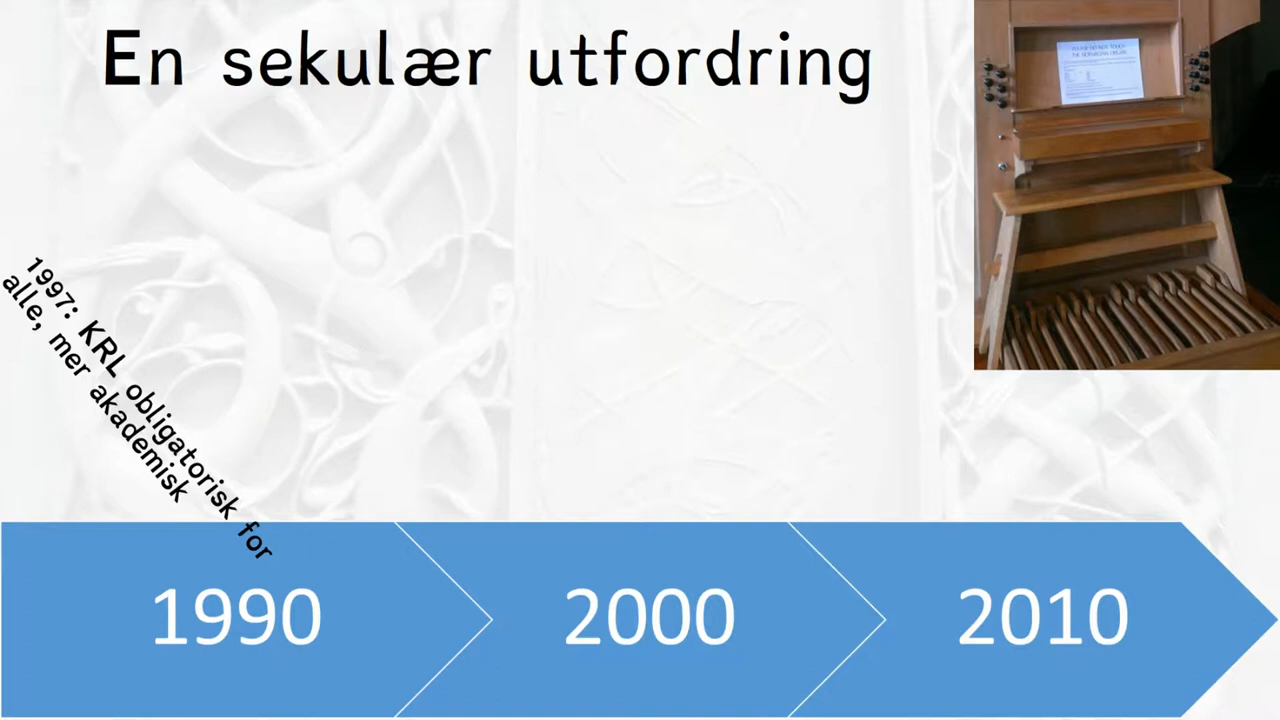 En sekulær utfordring
1997: KRL obligatorisk for
alle, mer akademisk
1990
2000
2010